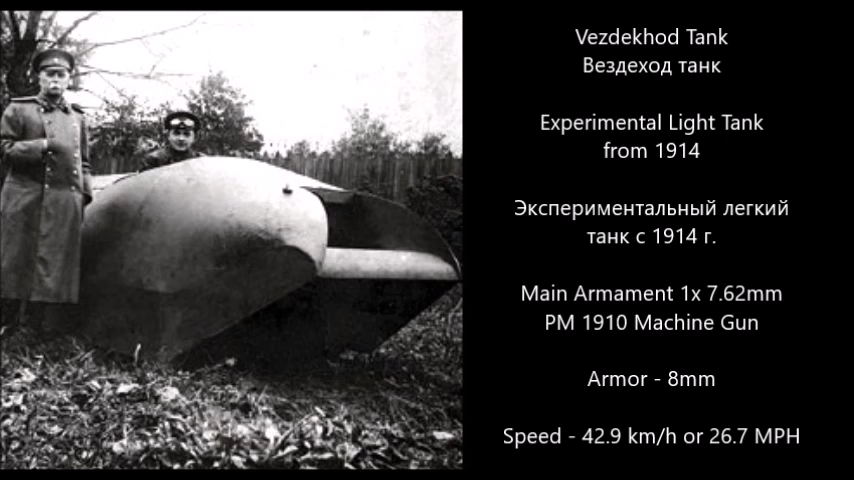 Vezdekhod Tank
Вездеход танк
Experimental Light Tank
from 1914
Экспериментальный легкий
танк с 1914 г.
Main Armament 1x 7.62mm
PM 1910 Machine Gun
Armor - 8mm
Speed - 42.9 km/h or 26.7 MPH